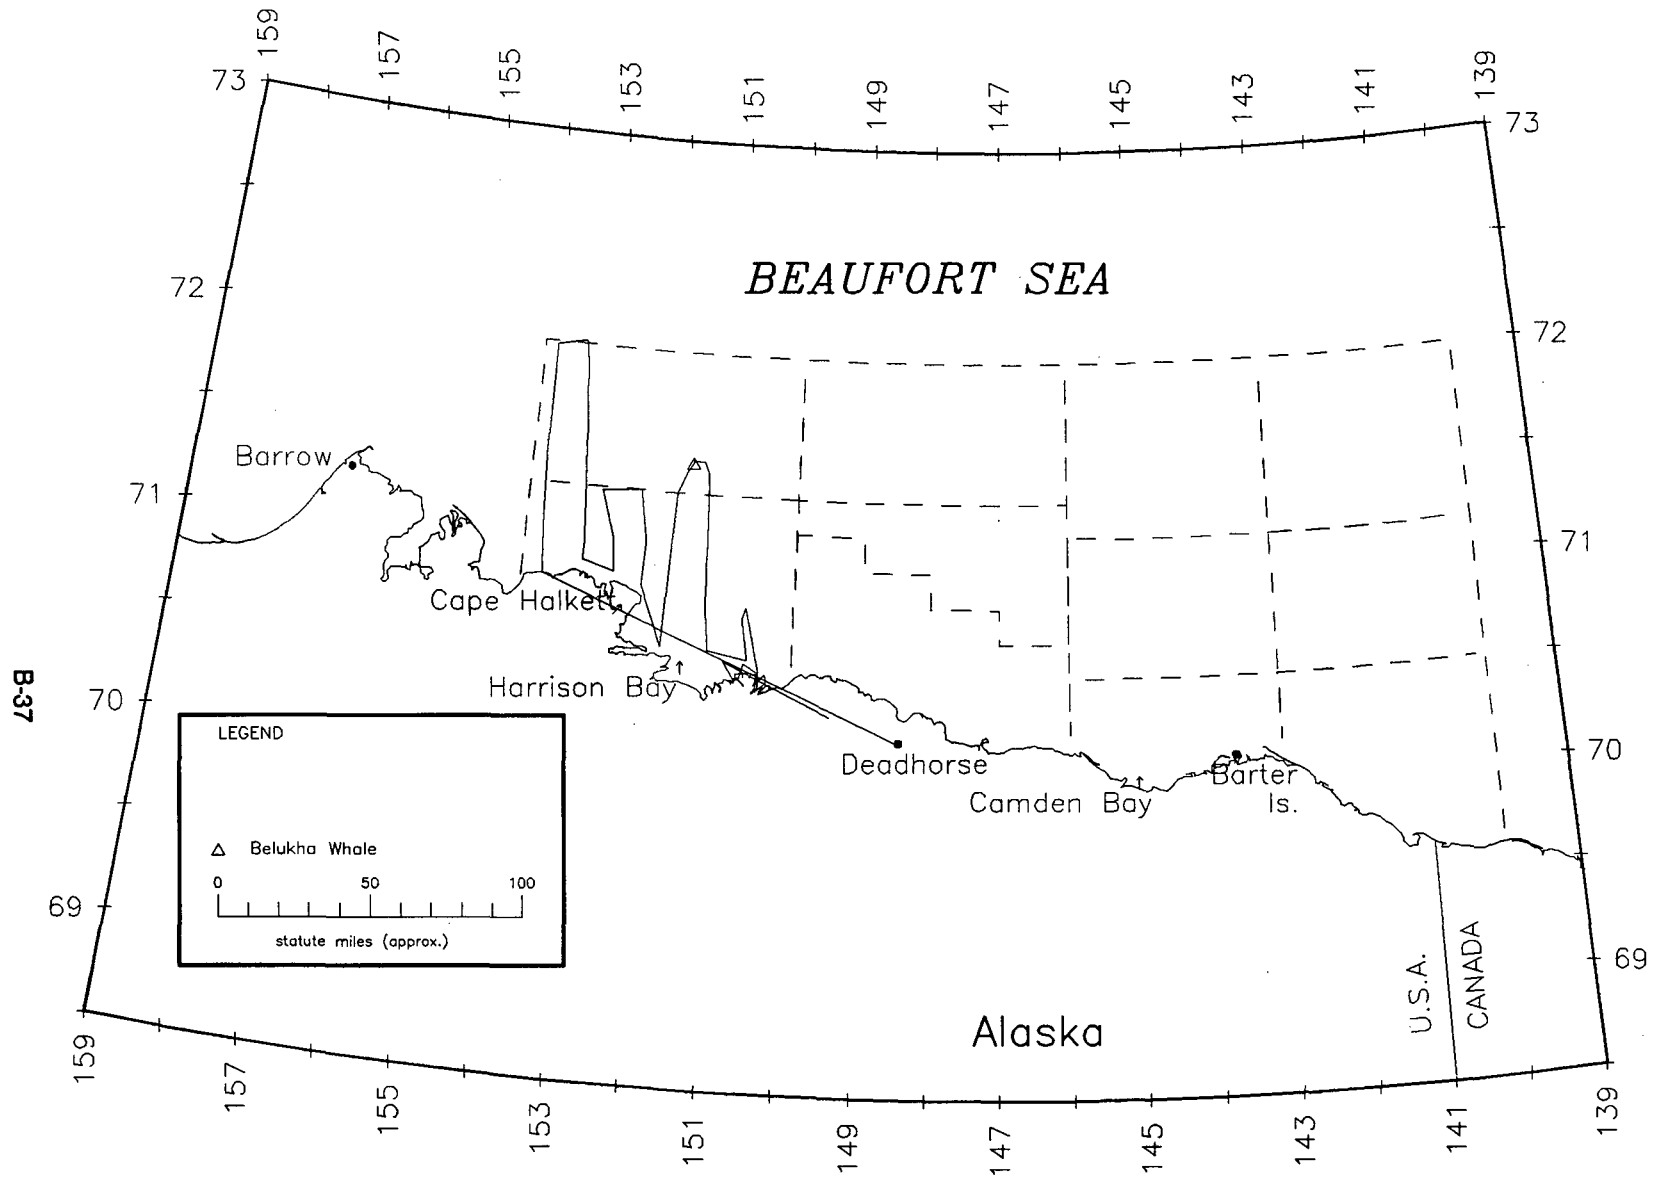 159
157
155
153
151
149
147
145
143
141
139
73
73
BEAUFORT SEA
72
72
Barrow
71
71
Cape Halkett
Harrison Bay
70
70
Deadhorse
Camden Bay
Barter
Is.
B-37
LEGEND
Belukha Whale
0 50 100
statute miles (approx.)
69
69
U.S.A.
CANADA
Alaska
159
157
155
153
151
149
147
145
143
141
139